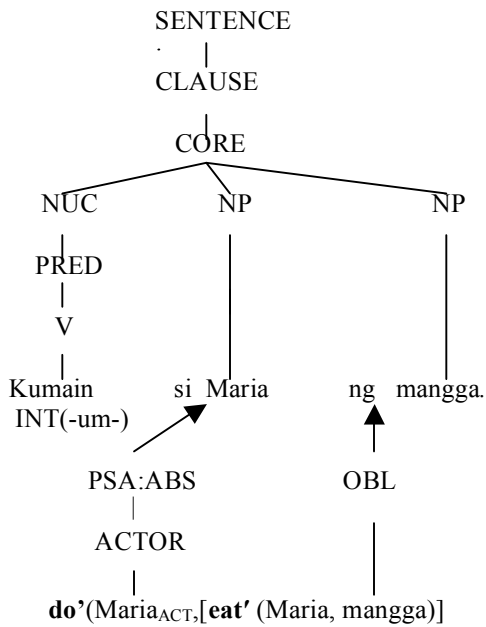 SENTENCE
CLAUSE
CORE
NUC NP NP
PRED
V
Kumain si Maria ng mangga.
INT(-um-)
PSA:ABS OBL
ACTOR
do’(Maria_ACT,[eat′ (Maria, mangga)]